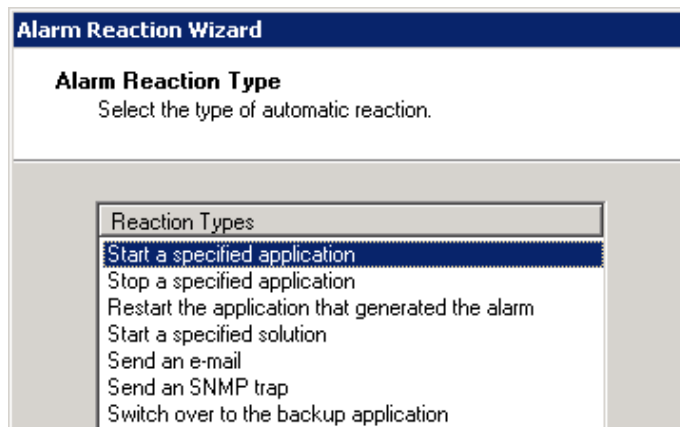 Alarm Reaction Wizard
Alarm Reaction Type
Select the type of automatic reaction.
Reaction Types
Start a specified application
Stop a specified application
Restart the application that generated the alarm
Start a specified solution
Send an e-mail
Send an SNMP trap
Switch over to the backup application